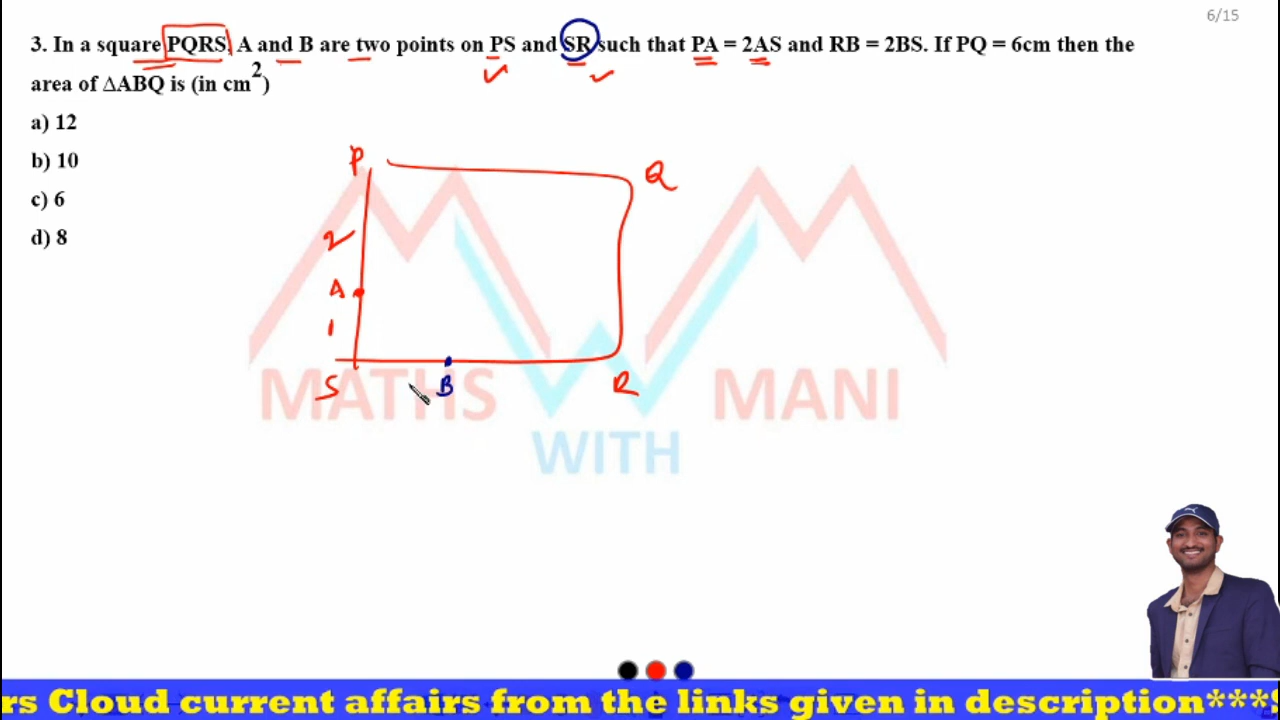 6/15
3. In a square PQRS, A and B are two points on PS and SR such that PA = 2AS and RB = 2BS. If PQ = 6cm then the
area of ΔABQ is (in cm²)
a) 12
b) 10
c) 6
d) 8
P
Q
2
A
1
S
B
R
MATHS
WITH
MANI
rs Cloud current affairs from the links given in description***